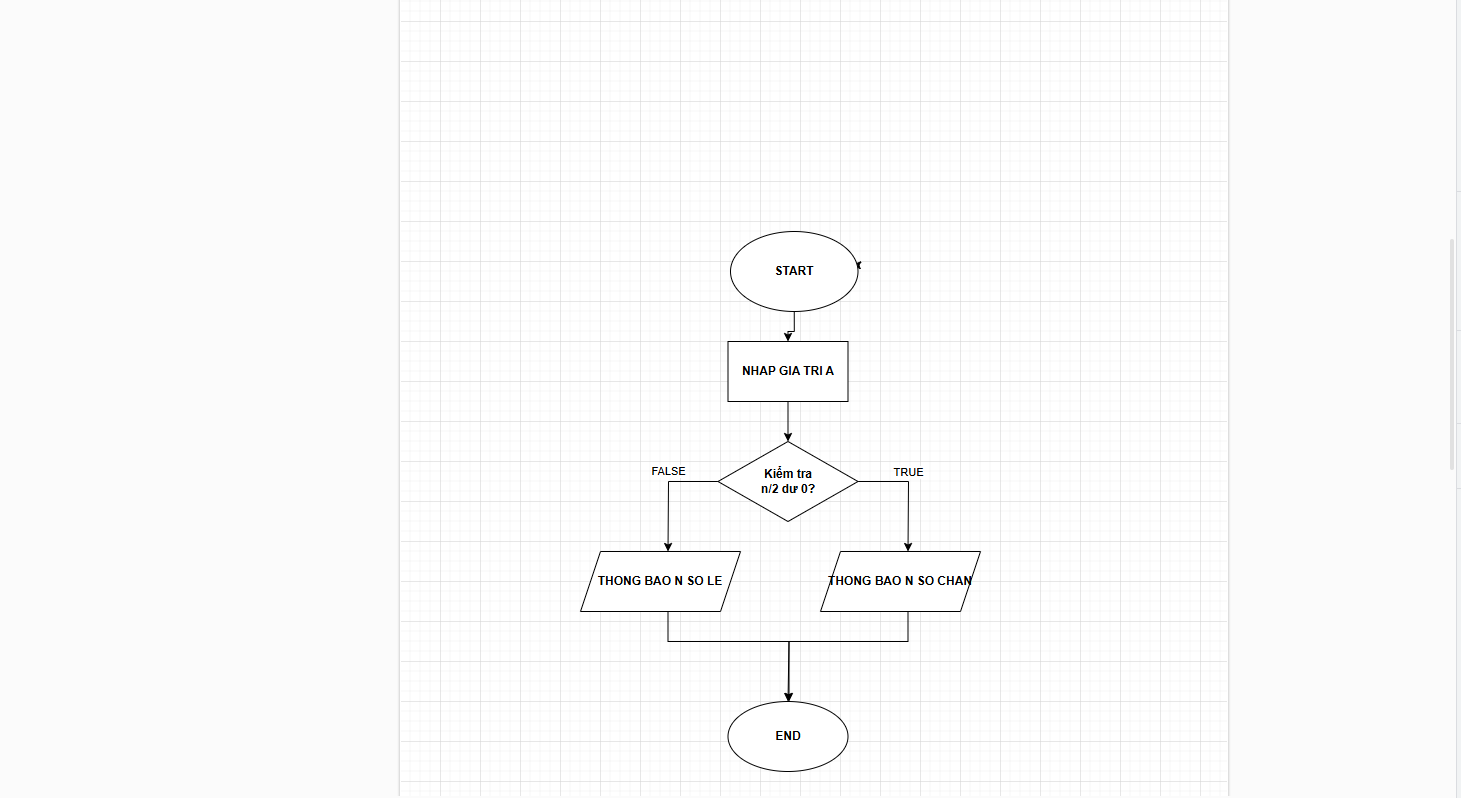 START
NHAP GIA TRI A
Kiểm tra
n/2 dư 0?
FALSE
TRUE
THONG BAO N SO LE
THONG BAO N SO CHAN
END